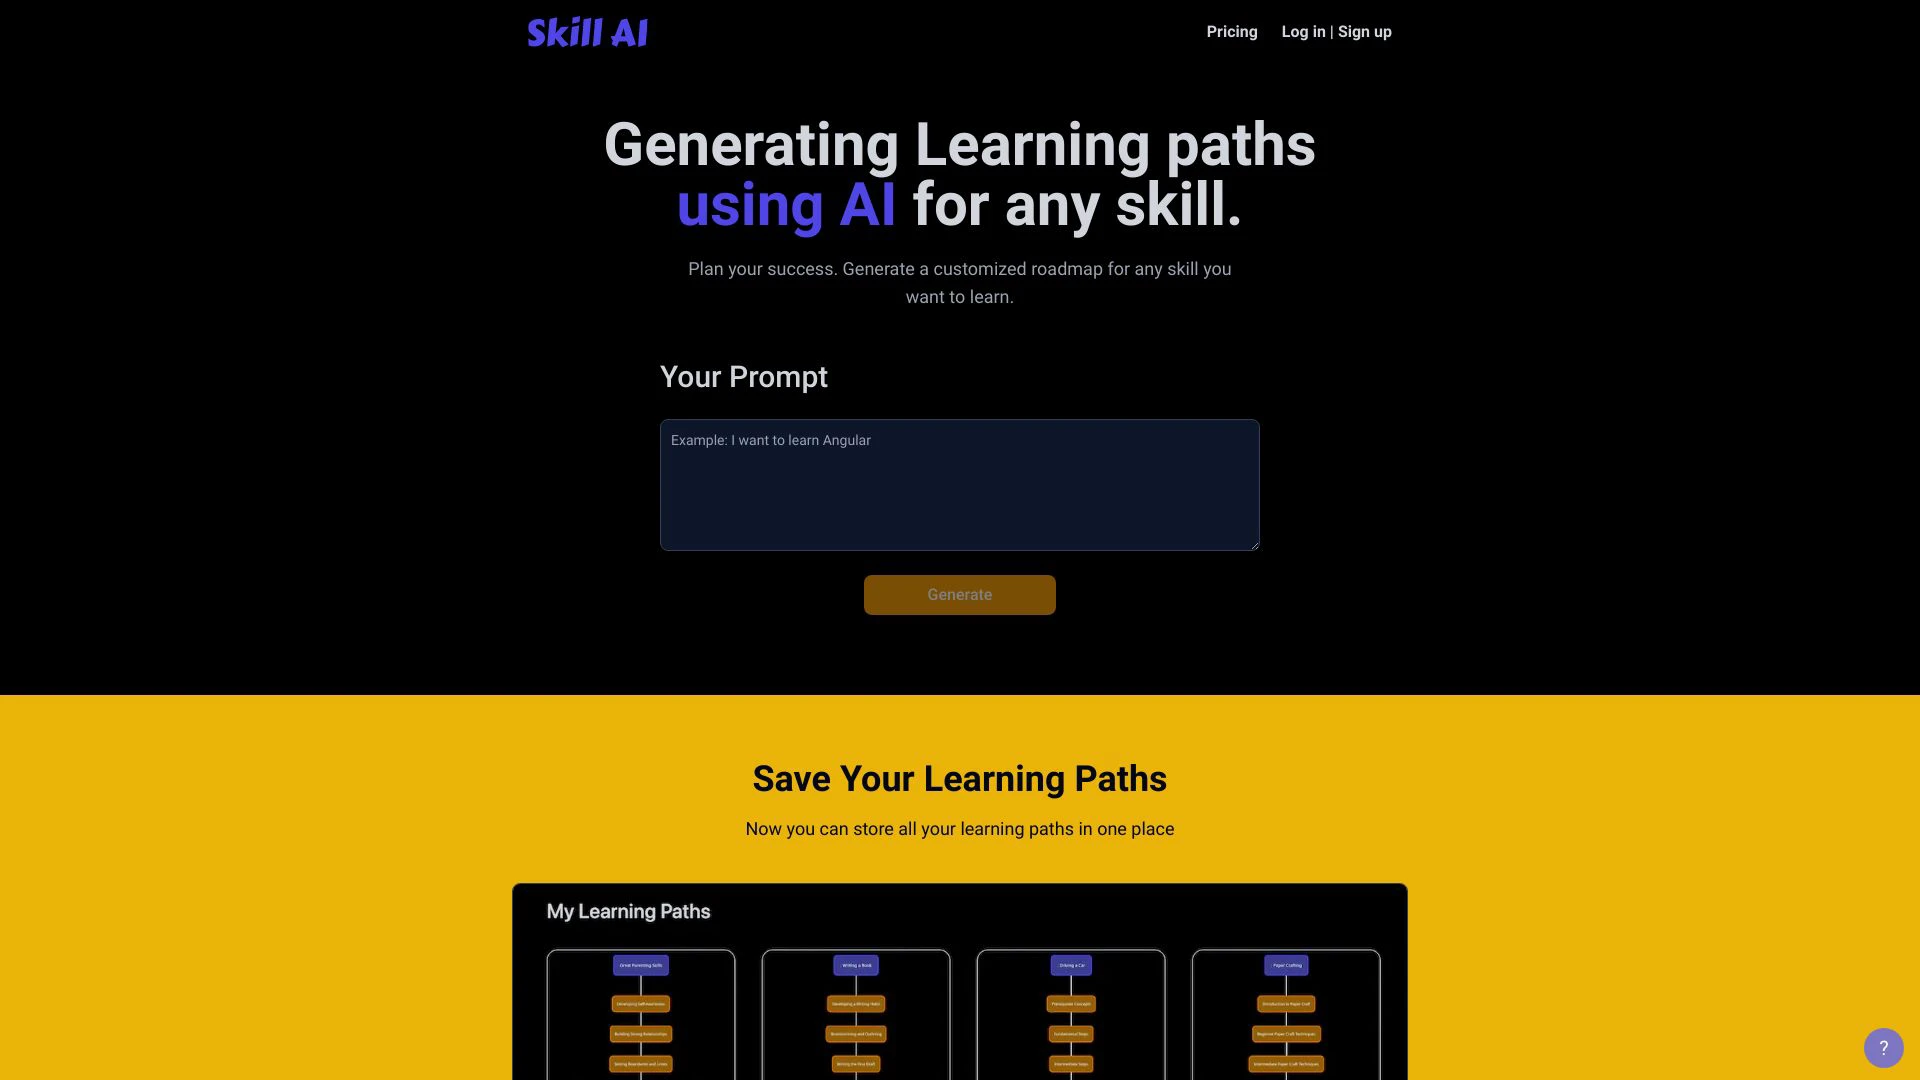 Skill AI
Pricing
Log in | Sign up
Generating Learning paths
using AI for any skill.
Plan your success. Generate a customized roadmap for any skill you
want to learn.
Your Prompt
Example: I want to learn Angular
Generate
Save Your Learning Paths
Now you can store all your learning paths in one place
My Learning Paths
Great Parenting Skills
Writing a Book
Driving a Car
Paper Crafting
Developing Self-Awareness
Developing a Writing Habit
Prerequisite Concepts
Introduction to Paper Craft
Building Strong Relationships
Brainstorming and Outlining
Fundamental Steps
Beginner Paper Craft Techniques
Setting Boundaries and Limits
Writing the First Draft
Intermediate Steps
Intermediate Paper Craft Techniques
?